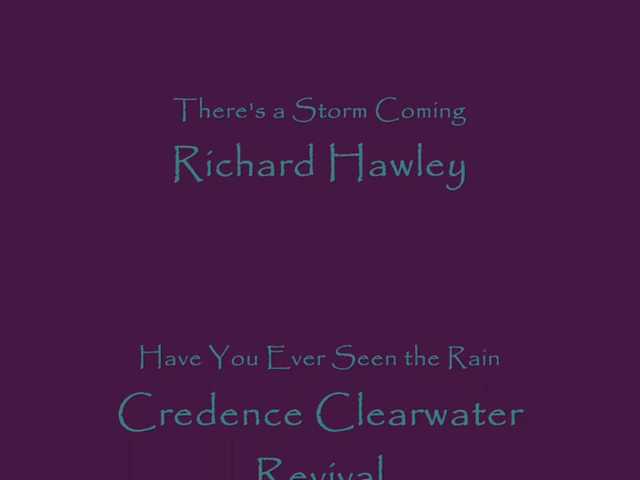 There's a Storm Coming
Richard Hawley
Have You Ever Seen the Rain
Credence Clearwater
Revival